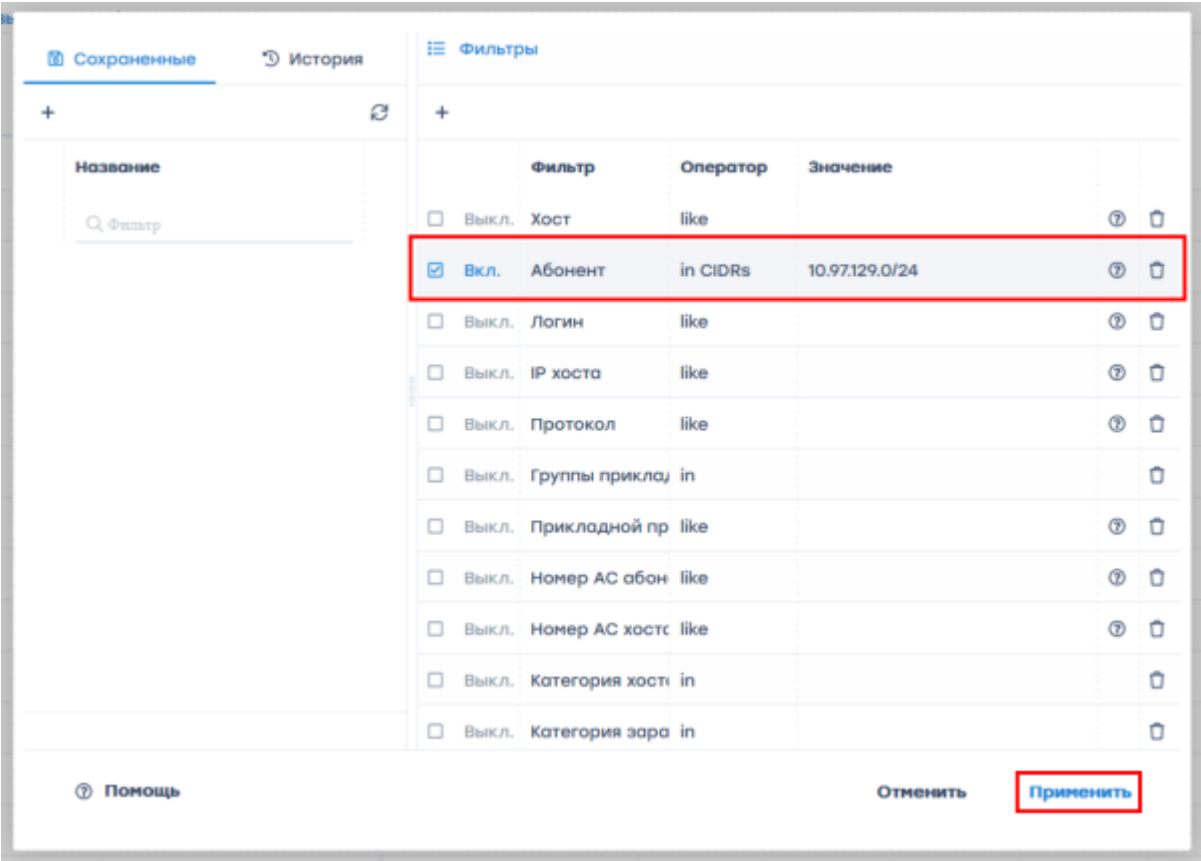 Сохраненные
История
Фильтры
Название
Фильтр
Фильтр Оператор Значение
Выкл. Хост like
Вкл. Абонент in CIDRs 10.97.129.0/24
Выкл. Логин like
Выкл. IP хоста like
Выкл. Протокол like
Выкл. Группы приклад in
Выкл. Прикладной пр like
Выкл. Номер АС абон like
Выкл. Номер АС хост like
Выкл. Категория хост in
Выкл. Категория зара in
Помощь
Отменить
Применить